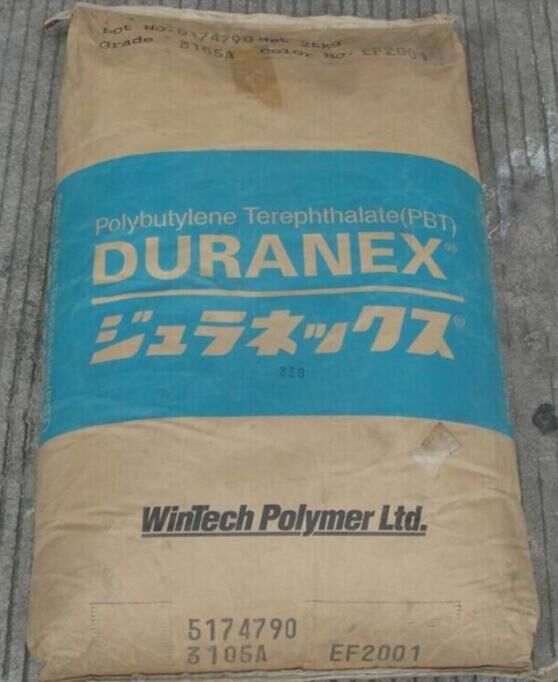 Lot No. 5174790 Net 25kg
Grade 3105A Color No. EF2001
Polybutylene Terephthalate(PBT)
DURANEX®
ジュラネックス®
WinTech Polymer Ltd.
5174790
3105A EF2001